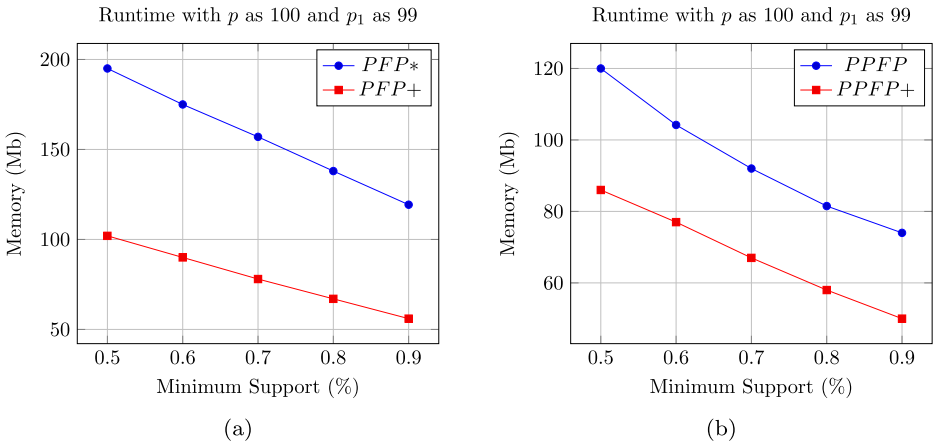 Runtime with p as 100 and p₁ as 99
200
150
100
50
Memory (Mb)
PFP∗
PFP+
0.5 0.6 0.7 0.8 0.9
Minimum Support (%)
(a)
Runtime with p as 100 and p₁ as 99
120
100
80
60
Memory (Mb)
PPFP
PPFP+
0.5 0.6 0.7 0.8 0.9
Minimum Support (%)
(b)